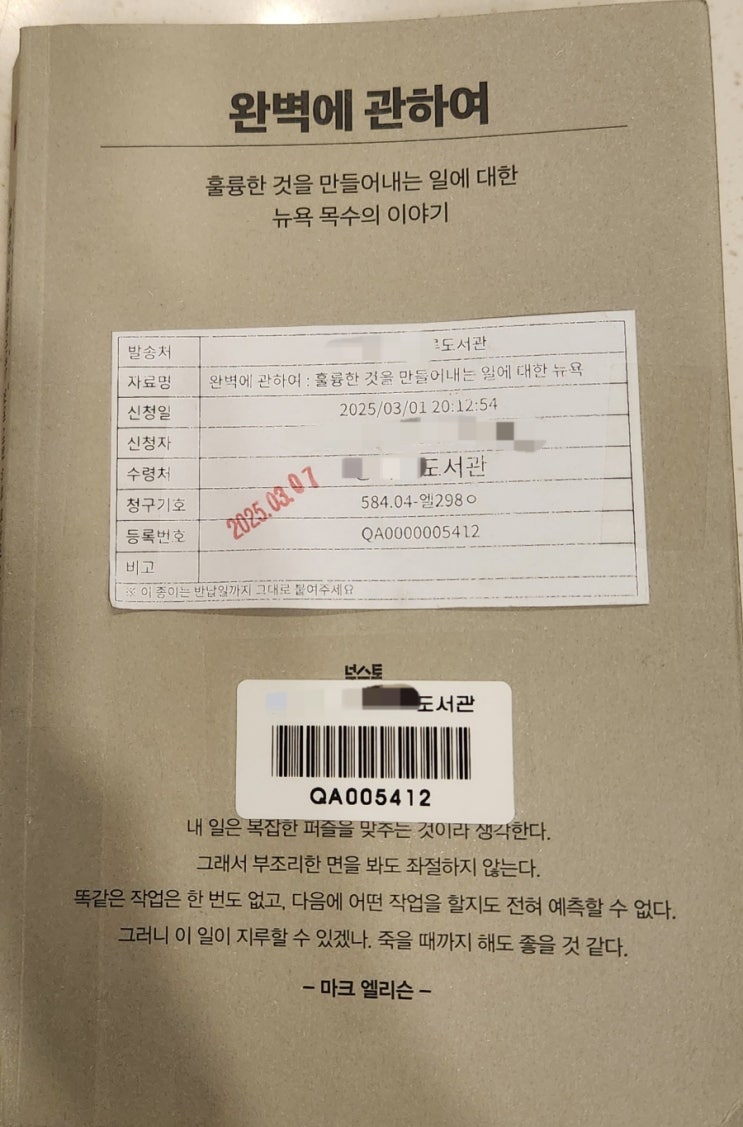 완벽에 관하여
훌륭한 것을 만들어내는 일에 대한
뉴욕 목수의 이야기
발송처 도서관
자료명 완벽에 관하여 : 훌륭한 것을 만들어내는 일에 대한 뉴욕
신청일 2025/03/01 20:12:54
신청자
수령처 도서관
청구기호 584.04-엘298ㅇ
등록번호 QA0000005412
2025.03.07
비고
※ 이 종이는 반납일까지 그대로 붙여주세요
도서관
QA005412
내 일은 복잡한 퍼즐을 맞추는 것이라 생각한다.
그래서 부조리한 면을 봐도 좌절하지 않는다.
똑같은 작업은 한 번도 없고, 다음에 어떤 작업을 할지도 전혀 예측할 수 없다.
그러니 이 일이 지루할 수 있겠나. 죽을 때까지 해도 좋을 것 같다.
– 마크 엘리슨 –